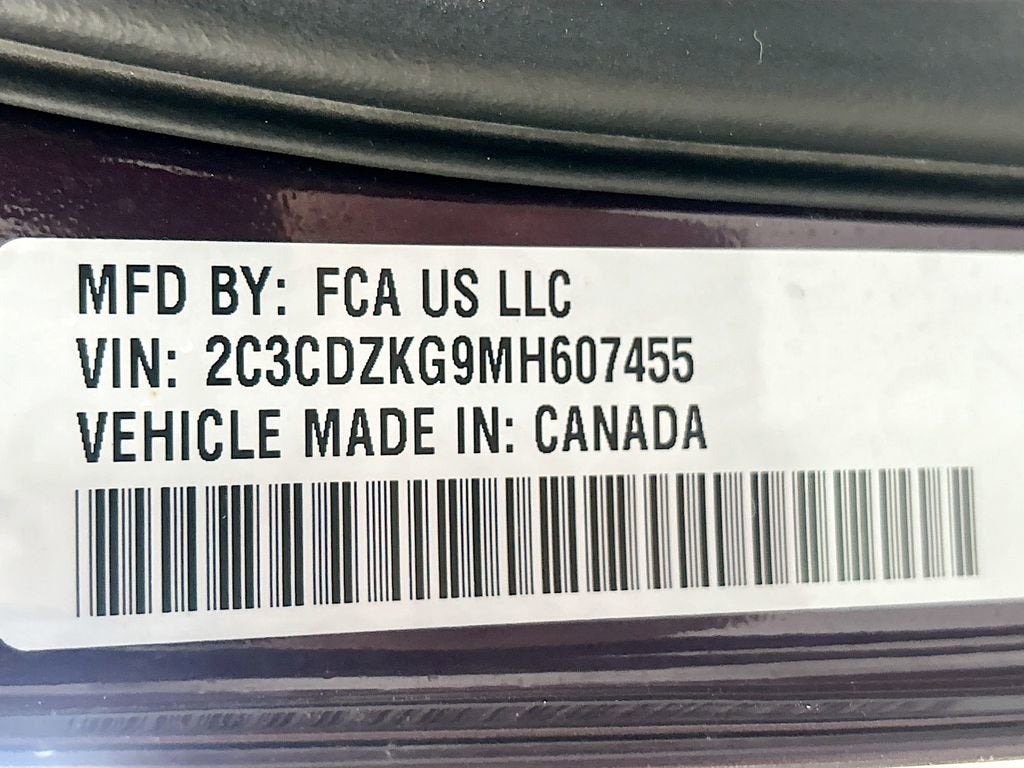 MFD BY: FCA US LLC
VIN: 2C3CDZKG9MH607455
VEHICLE MADE IN: CANADA